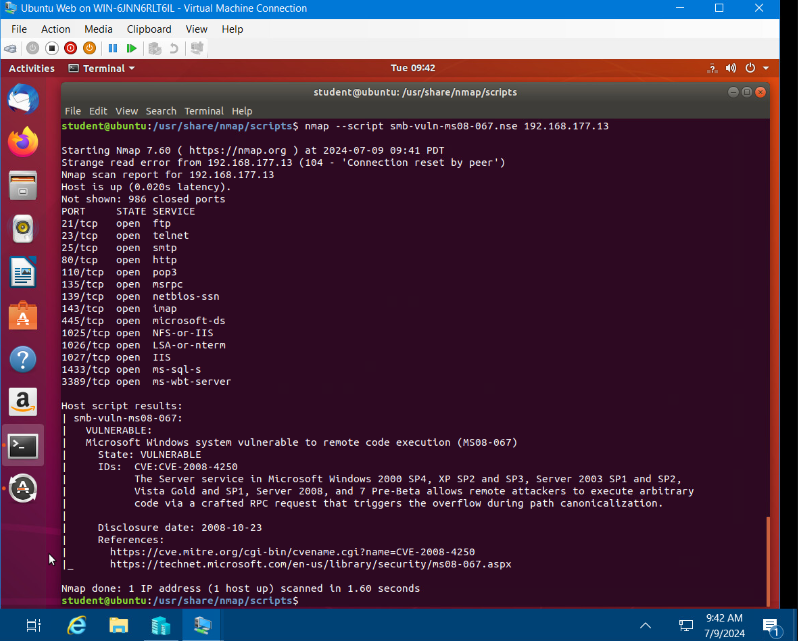 Ubuntu Web on WIN-6JNN6RLT6IL - Virtual Machine Connection
File Action Media Clipboard View Help
Activities Terminal Tue 09:42
student@ubuntu: /usr/share/nmap/scripts
File Edit View Search Terminal Help
student@ubuntu:/usr/share/nmap/scripts$ nmap --script smb-vuln-ms08-067.nse 192.168.177.13
Starting Nmap 7.60 ( https://nmap.org ) at 2024-07-09 09:41 PDT
Strange read error from 192.168.177.13 (104 - 'Connection reset by peer')
Nmap scan report for 192.168.177.13
Host is up (0.020s latency).
Not shown: 986 closed ports
PORT     STATE SERVICE
21/tcp   open  ftp
23/tcp   open  telnet
25/tcp   open  smtp
80/tcp   open  http
110/tcp  open  pop3
135/tcp  open  msrpc
139/tcp  open  netbios-ssn
143/tcp  open  imap
445/tcp  open  microsoft-ds
1025/tcp open  NFS-or-IIS
1026/tcp open  LSA-or-nterm
1027/tcp open  IIS
1433/tcp open  ms-sql-s
3389/tcp open  ms-wbt-server
Host script results:
| smb-vuln-ms08-067:
|   VULNERABLE:
|   Microsoft Windows system vulnerable to remote code execution (MS08-067)
|     State: VULNERABLE
|     IDs:  CVE:CVE-2008-4250
|           The Server service in Microsoft Windows 2000 SP4, XP SP2 and SP3, Server 2003 SP1 and SP2,
|           Vista Gold and SP1, Server 2008, and 7 Pre-Beta allows remote attackers to execute arbitrary
|           code via a crafted RPC request that triggers the overflow during path canonicalization.
|
|     Disclosure date: 2008-10-23
|     References:
|       https://cve.mitre.org/cgi-bin/cvename.cgi?name=CVE-2008-4250
|_      https://technet.microsoft.com/en-us/library/security/ms08-067.aspx
Nmap done: 1 IP address (1 host up) scanned in 1.60 seconds
student@ubuntu:/usr/share/nmap/scripts$
9:42 AM
7/9/2024
1